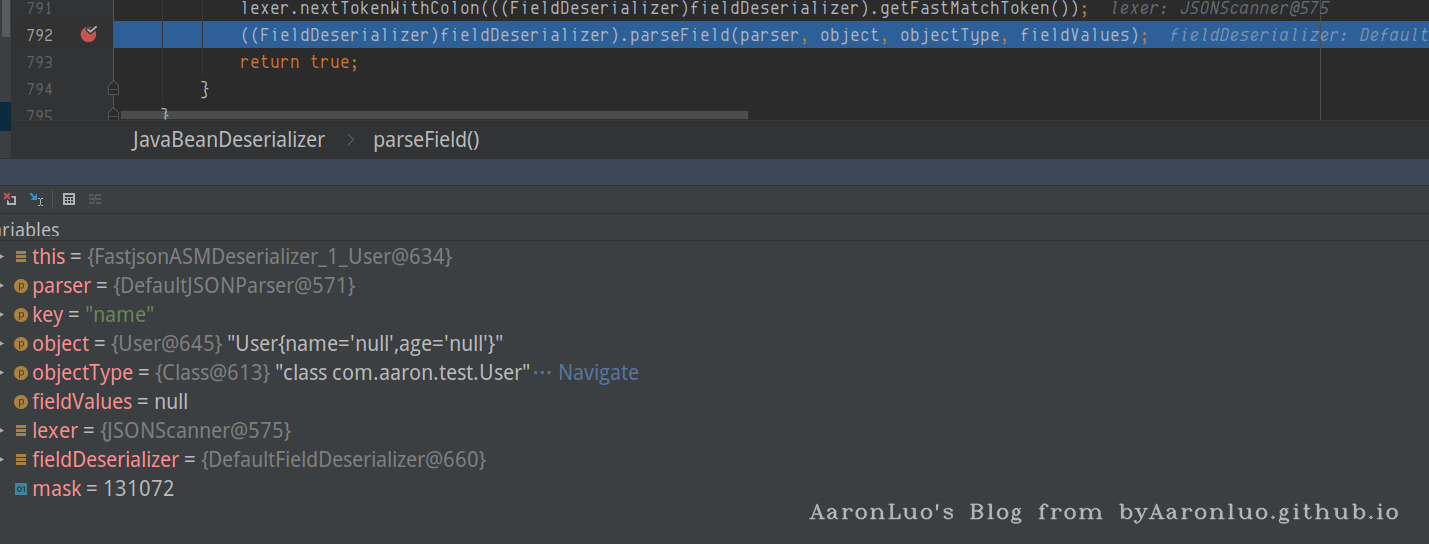 791 lexer.nextTokenWithColon(((FieldDeserializer)fieldDeserializer).getFastMatchToken()); lexer: JSONScanner@575
792 ((FieldDeserializer)fieldDeserializer).parseField(parser, object, objectType, fieldValues); fieldDeserializer: Default
793 return true;
794 }
795 }
JavaBeanDeserializer > parseField()
ariables
this = {FastjsonASMDeserializer_1_User@634}
parser = {DefaultJSONParser@571}
key = "name"
object = {User@645} "User{name='null',age='null'}"
objectType = {Class@613} "class com.aaron.test.User" ... Navigate
fieldValues = null
lexer = {JSONScanner@575}
fieldDeserializer = {DefaultFieldDeserializer@660}
mask = 131072
AaronLuo's Blog from byAaronluo.github.io